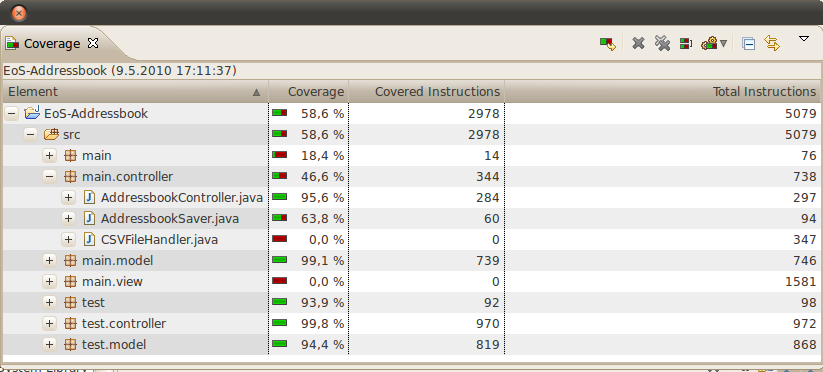 Coverage
EoS-Addressbook (9.5.2010 17:11:37)
Element Coverage Covered Instructions Total Instructions
EoS-Addressbook 58,6 % 2978 5079
src 58,6 % 2978 5079
main 18,4 % 14 76
main.controller 46,6 % 344 738
AddressbookController.java 95,6 % 284 297
AddressbookSaver.java 63,8 % 60 94
CSVFileHandler.java 0,0 % 0 347
main.model 99,1 % 739 746
main.view 0,0 % 0 1581
test 93,9 % 92 98
test.controller 99,8 % 970 972
test.model 94,4 % 819 868